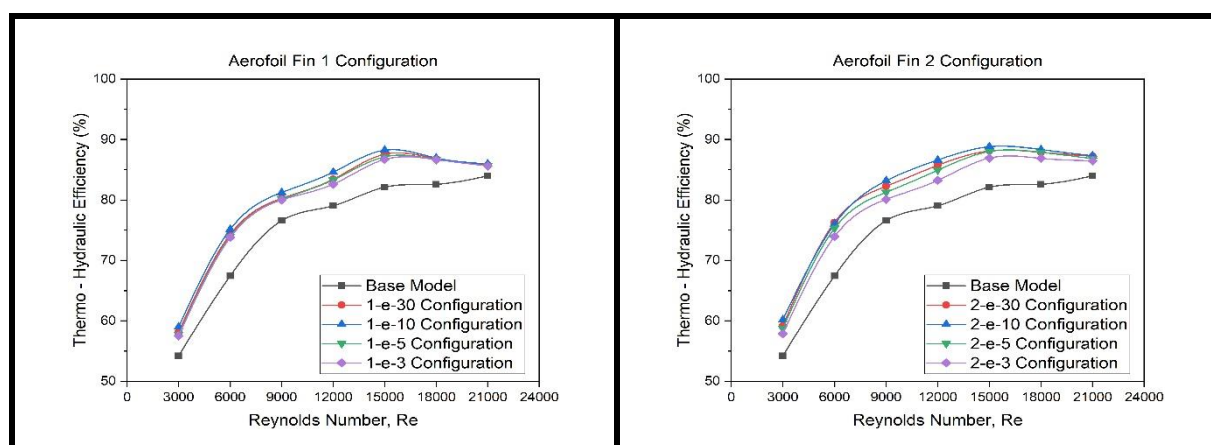 Aerofoil Fin 1 Configuration
100
90
80
70
60
50
Thermo - Hydraulic Efficiency (%)
Base Model
1-e-30 Configuration
1-e-10 Configuration
1-e-5 Configuration
1-e-3 Configuration
0 3000 6000 9000 12000 15000 18000 21000 24000
Reynolds Number, Re
Aerofoil Fin 2 Configuration
100
90
80
70
60
50
Thermo - Hydraulic Efficiency (%)
Base Model
2-e-30 Configuration
2-e-10 Configuration
2-e-5 Configuration
2-e-3 Configuration
0 3000 6000 9000 12000 15000 18000 21000 24000
Reynolds Number, Re